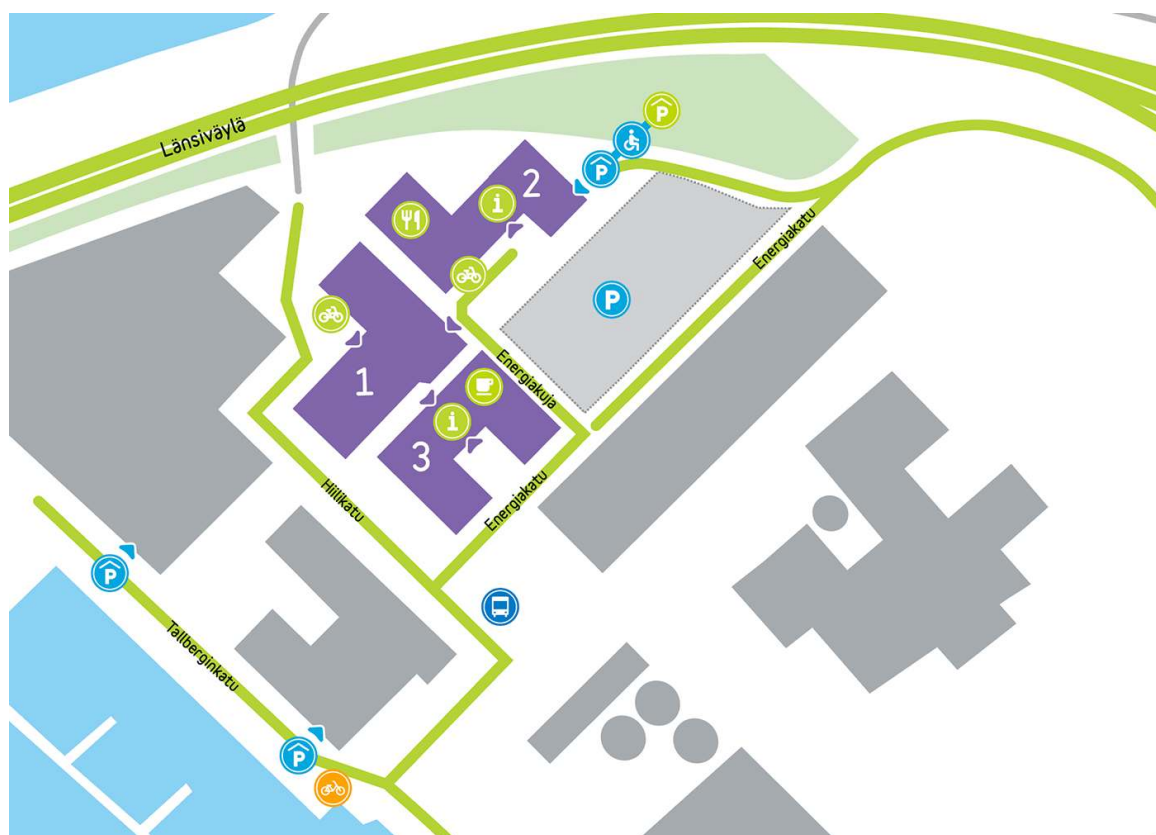 Länsiväylä
P
P
2
i
Energiakatu
P
1
Energiakuja
i
3
Hiilikatu
Energiakatu
P
Tallberginkatu
P